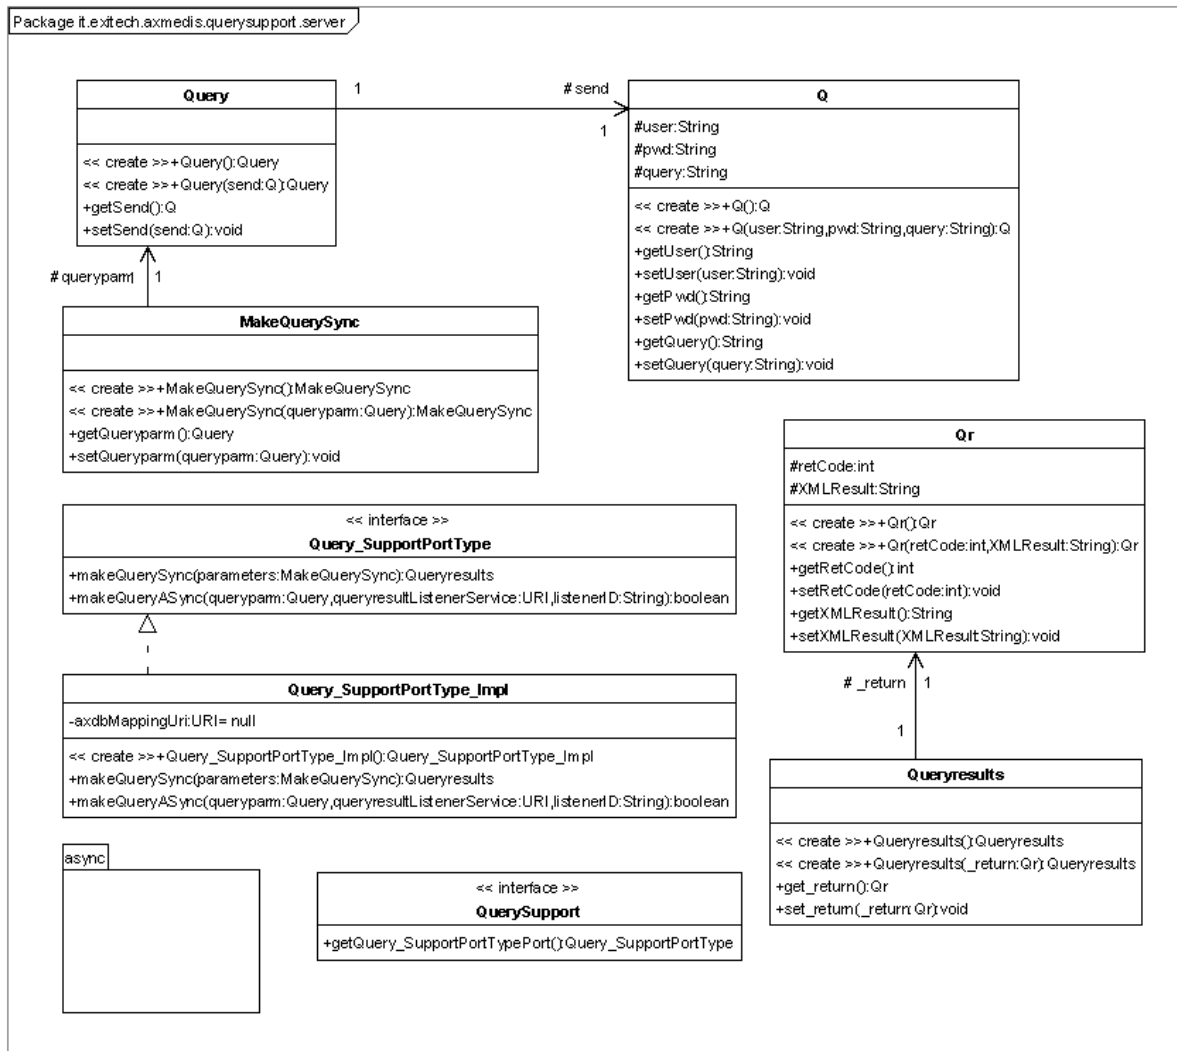 Package it.exitech.axmedis.querysupport.server
Query
<< create >>+Query():Query
<< create >>+Query(send:Q):Query
+getSend():Q
+setSend(send:Q):void
1
# send
1
Q
#user:String
#pwd:String
#query:String
<< create >>+Q():Q
<< create >>+Q(user:String,pwd:String,query:String):Q
+getUser():String
+setUser(user:String):void
+getPwd():String
+setPwd(pwd:String):void
+getQuery():String
+setQuery(query:String):void
# queryparm
1
1
MakeQuerySync
<< create >>+MakeQuerySync():MakeQuerySync
<< create >>+MakeQuerySync(queryparm:Query):MakeQuerySync
+getQueryparm():Query
+setQueryparm(queryparm:Query):void
Qr
#retCode:int
#XMLResult:String
<< create >>+Qr():Qr
<< create >>+Qr(retCode:int,XMLResult:String):Qr
+getRetCode():int
+setRetCode(retCode:int):void
+getXMLResult():String
+setXMLResult(XMLResult:String):void
<< interface >>
Query_SupportPortType
+makeQuerySync(parameters:MakeQuerySync):Queryresults
+makeQueryASync(queryparm:Query,queryresultListenerService:URI,listenerID:String):boolean
Query_SupportPortType_Impl
-axdbMappingUri:URI= null
<< create >>+Query_SupportPortType_Impl():Query_SupportPortType_Impl
+makeQuerySync(parameters:MakeQuerySync):Queryresults
+makeQueryASync(queryparm:Query,queryresultListenerService:URI,listenerID:String):boolean
# _return
1
1
Queryresults
<< create >>+Queryresults():Queryresults
<< create >>+Queryresults(_return:Qr):Queryresults
+get_return():Qr
+set_return(_return:Qr):void
async
<< interface >>
QuerySupport
+getQuery_SupportPortTypePort():Query_SupportPortType